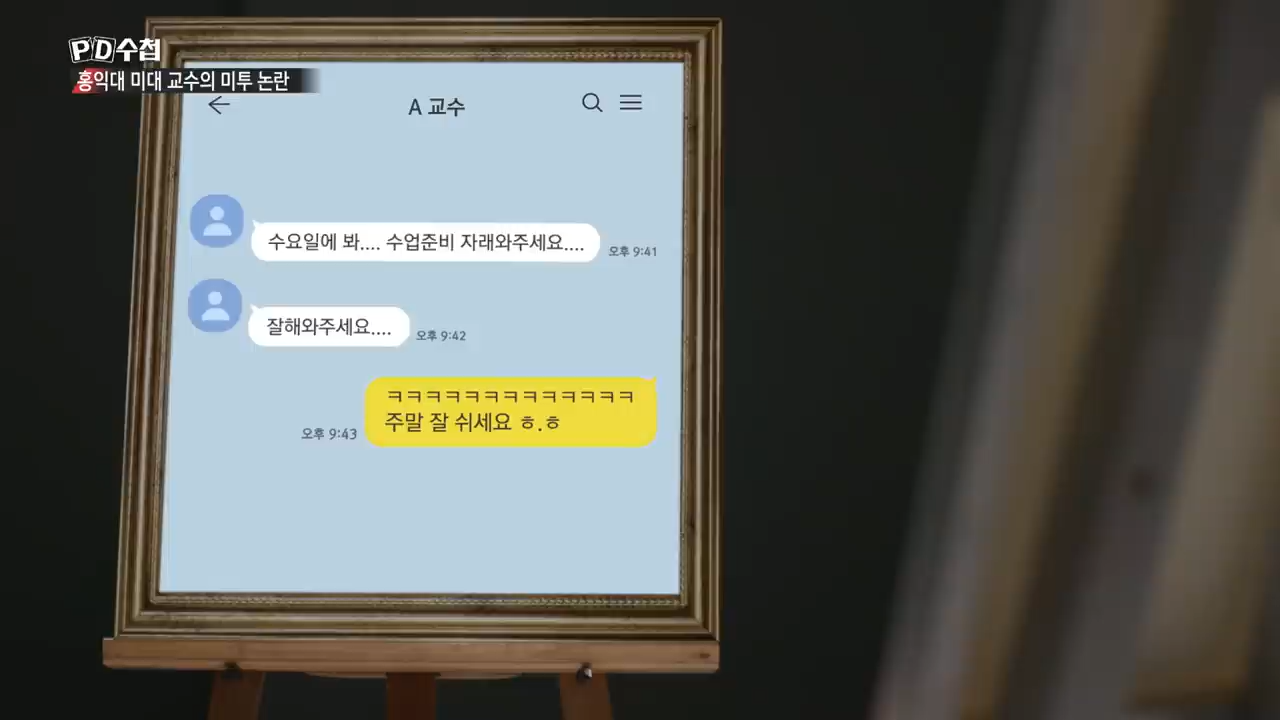 PD수첩
홍익대 미대 교수의 미투 논란
A 교수
수요일에 봐.... 수업준비 자래와주세요....
오후 9:41
잘해와주세요....
오후 9:42
ㅋㅋㅋㅋㅋㅋㅋㅋㅋㅋㅋㅋㅋ
주말 잘 쉬세요 ㅎ.ㅎ
오후 9:43